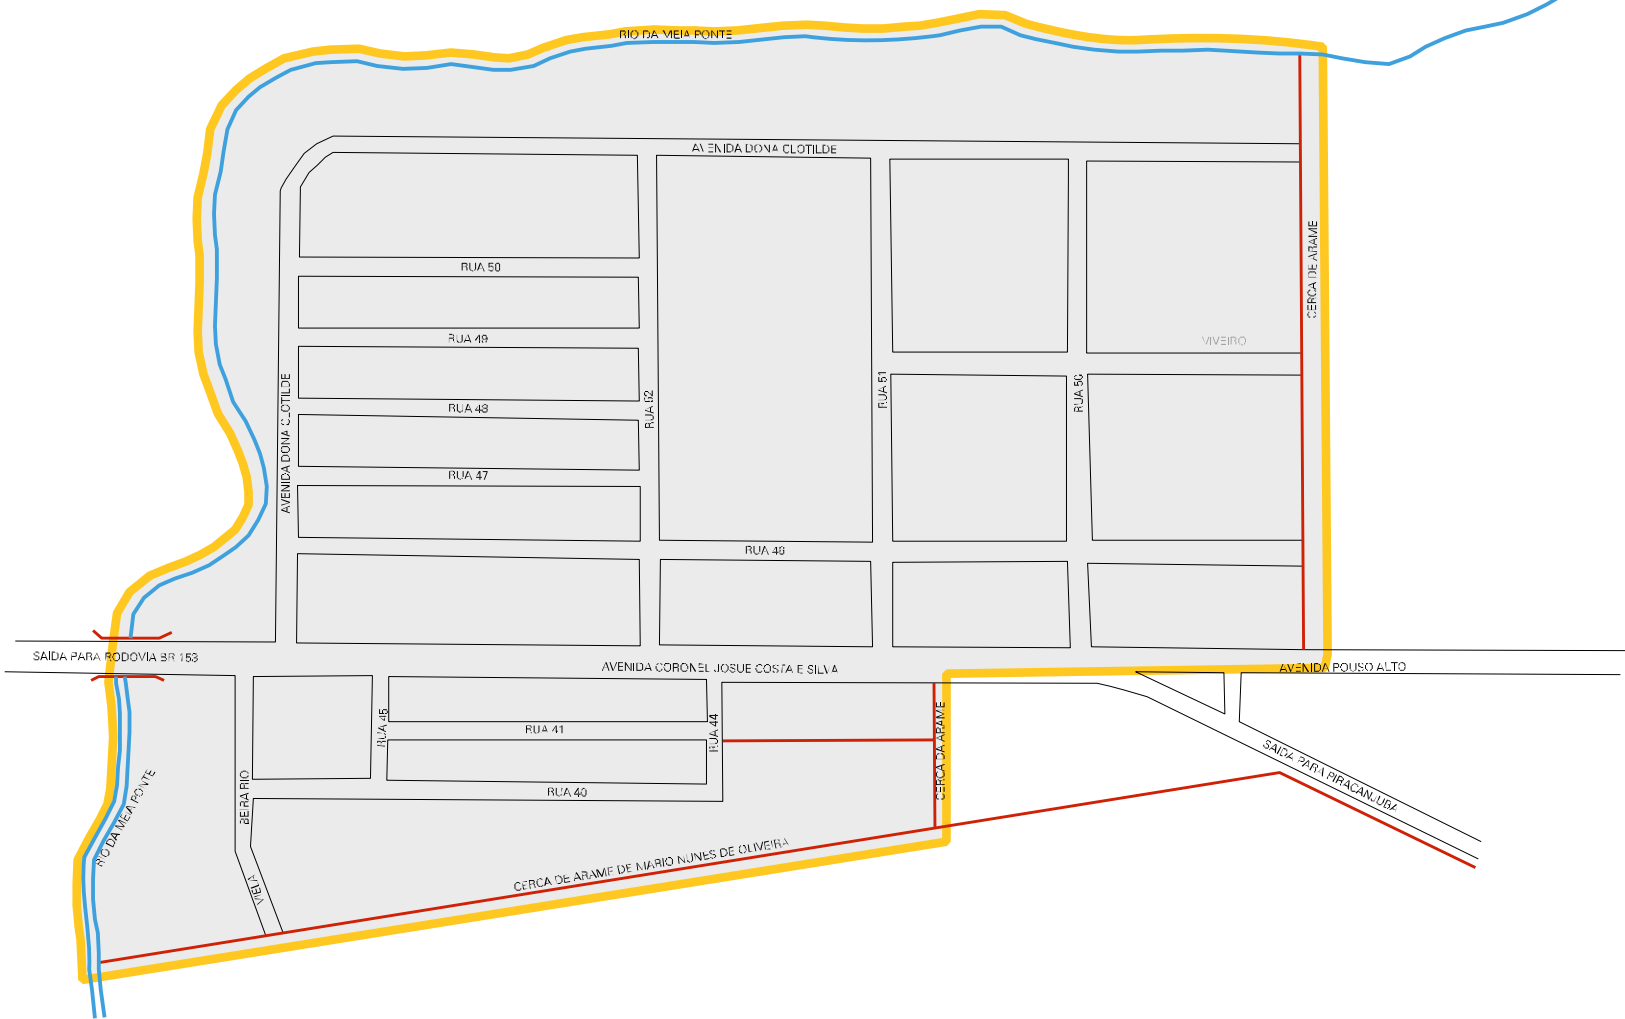 RIO DA MEIA PONTE
AVENIDA DONA CLOTILDE
RUA 50
CERCA DE ARAME
RUA 49
VIVEIRO
AVENIDA DONA CLOTILDE
RUA 51
RUA 48
RUA 52
RUA 50
RUA 47
RUA 48
SAIDA PARA RODOVIA BR 153
AVENIDA CORONEL JOSUE COSTA E SILVA
AVENIDA POUSO ALTO
RUA 45
RUA 41
RUA 44
CERCA DA ARAME
SAIDA PARA PIRACANJUBA
BEIRA RIO
RUA 40
RIO DA MEIA PONTE
CERCA DE ARAME DE MARIO NUNES DE OLIVEIRA
VIELA